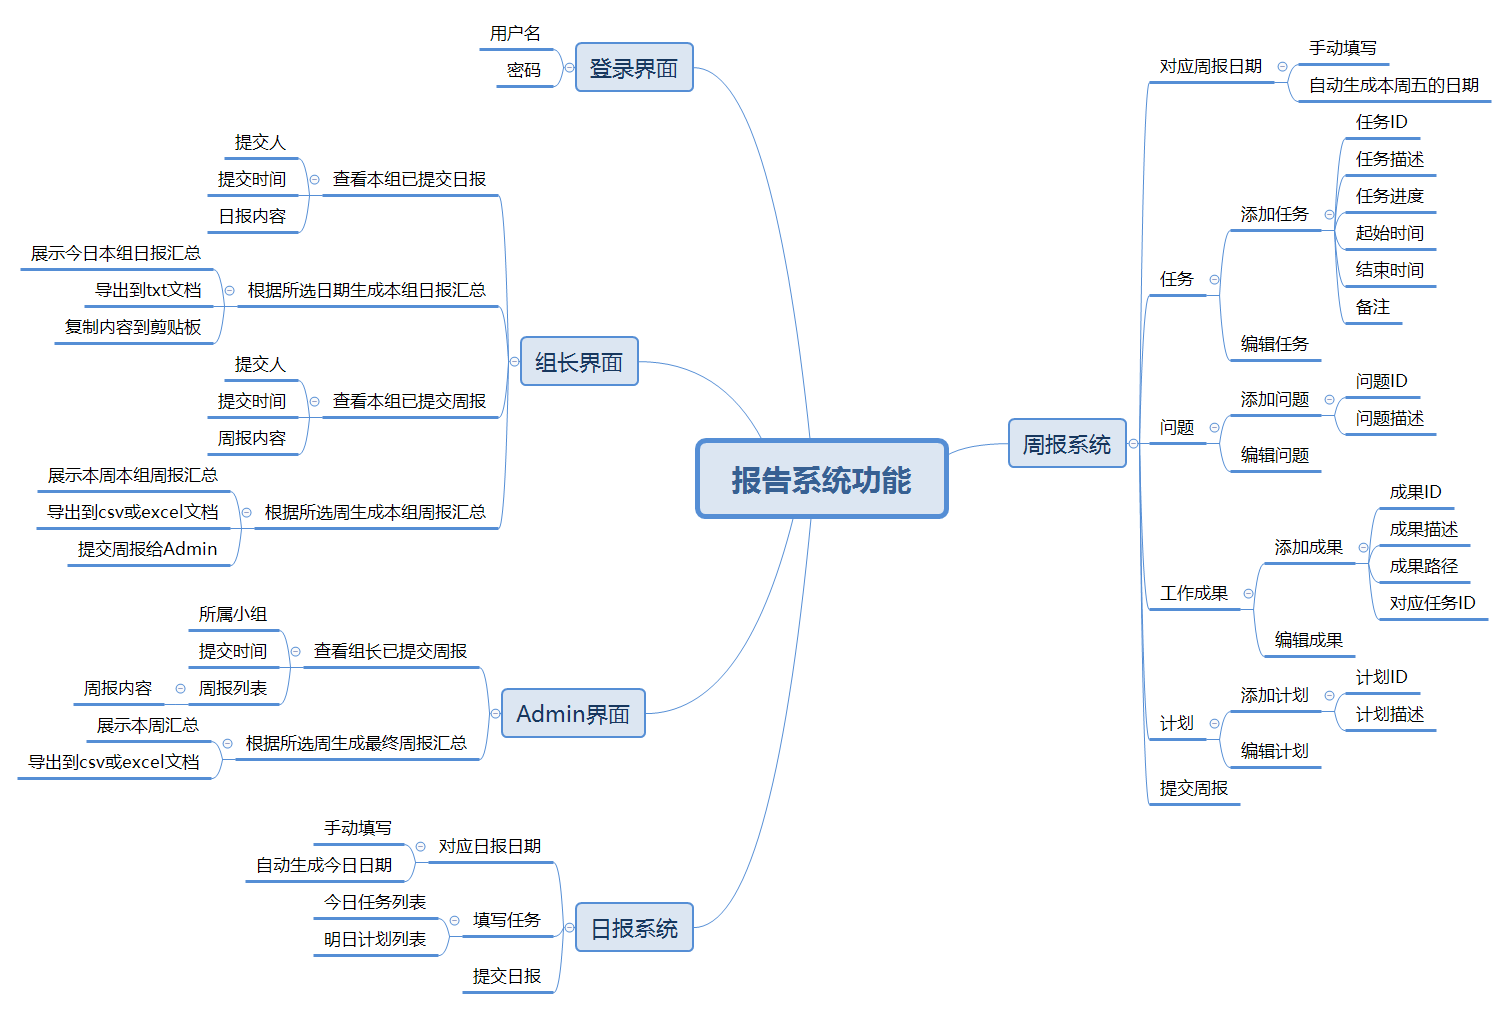 报告系统功能
登录界面
用户名
密码
组长界面
查看本组已提交日报
提交人
提交时间
日报内容
根据所选日期生成本组日报汇总
展示今日本组日报汇总
导出到txt文档
复制内容到剪贴板
查看本组已提交周报
提交人
提交时间
周报内容
根据所选周生成本组周报汇总
展示本周本组周报汇总
导出到csv或excel文档
提交周报给Admin
Admin界面
查看组长已提交周报
所属小组
提交时间
周报列表
周报内容
根据所选周生成最终周报汇总
展示本周汇总
导出到csv或excel文档
日报系统
对应日报日期
手动填写
自动生成今日日期
填写任务
今日任务列表
明日计划列表
提交日报
周报系统
对应周报日期
手动填写
自动生成本周五的日期
任务
添加任务
任务ID
任务描述
任务进度
起始时间
结束时间
备注
编辑任务
问题
添加问题
问题ID
问题描述
编辑问题
工作成果
添加成果
成果ID
成果描述
成果路径
对应任务ID
编辑成果
计划
添加计划
计划ID
计划描述
编辑计划
提交周报